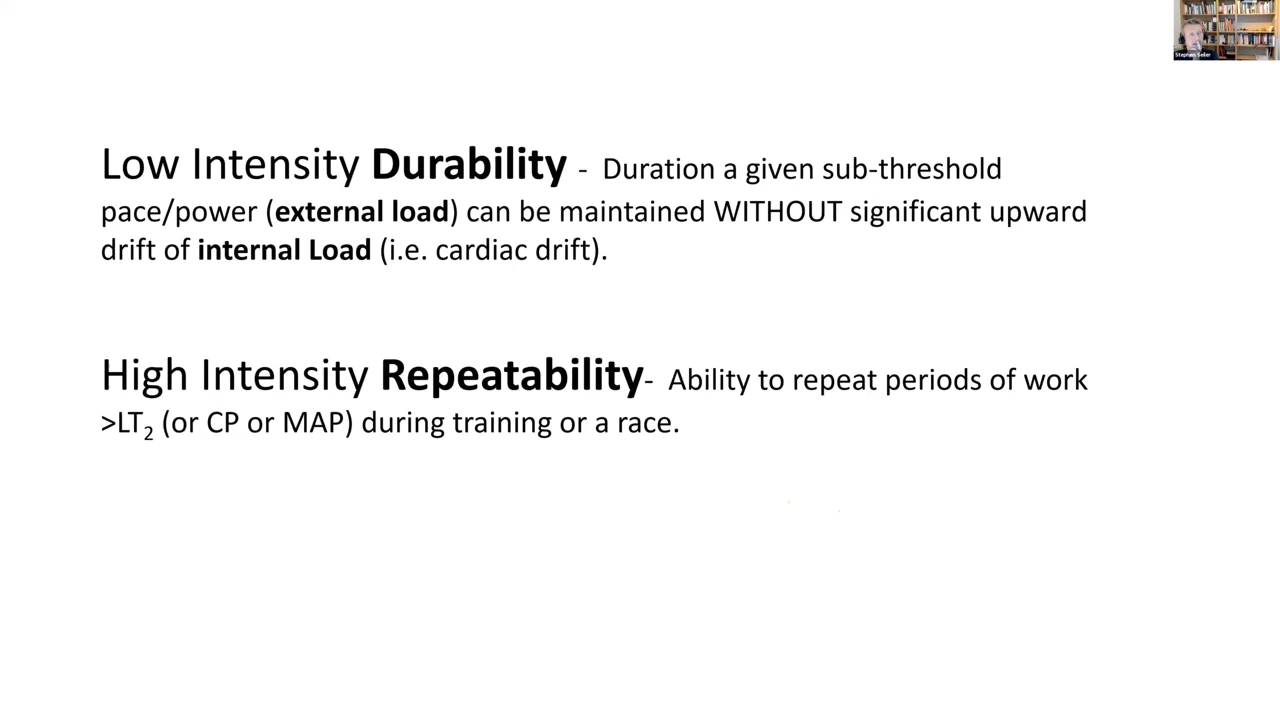 Stephen Seiler
Low Intensity Durability - Duration a given sub-threshold
pace/power (external load) can be maintained WITHOUT significant upward
drift of internal Load (i.e. cardiac drift).
High Intensity Repeatability- Ability to repeat periods of work
>LT2 (or CP or MAP) during training or a race.